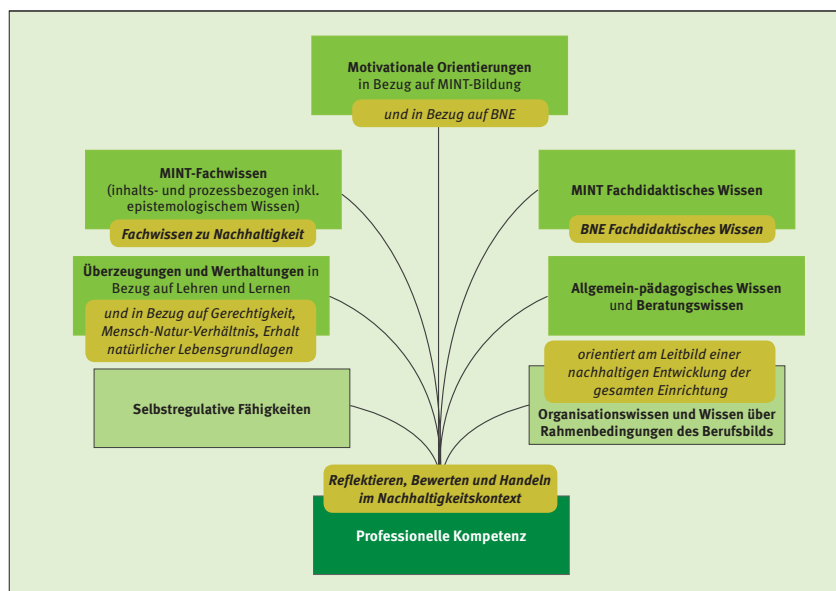 Motivationale Orientierungen
in Bezug auf MINT-Bildung
und in Bezug auf BNE
MINT-Fachwissen
(inhalts- und prozessbezogen inkl.
epistemologischem Wissen)
Fachwissen zu Nachhaltigkeit
MINT Fachdidaktisches Wissen
BNE Fachdidaktisches Wissen
Überzeugungen und Werthaltungen in
Bezug auf Lehren und Lernen
und in Bezug auf Gerechtigkeit,
Mensch-Natur-Verhältnis, Erhalt
natürlicher Lebensgrundlagen
Allgemein-pädagogisches Wissen
und Beratungswissen
Selbstregulative Fähigkeiten
orientiert am Leitbild einer
nachhaltigen Entwicklung der
gesamten Einrichtung
Organisationswissen und Wissen über
Rahmenbedingungen des Berufsbilds
Reflektieren, Bewerten und Handeln
im Nachhaltigkeitskontext
Professionelle Kompetenz